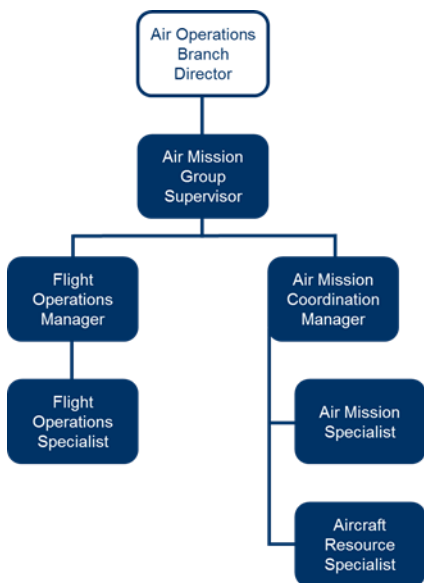 Air Operations
Branch
Director
Air Mission
Group
Supervisor
Flight
Operations
Manager
Air Mission
Coordination
Manager
Flight
Operations
Specialist
Air Mission
Specialist
Aircraft
Resource
Specialist